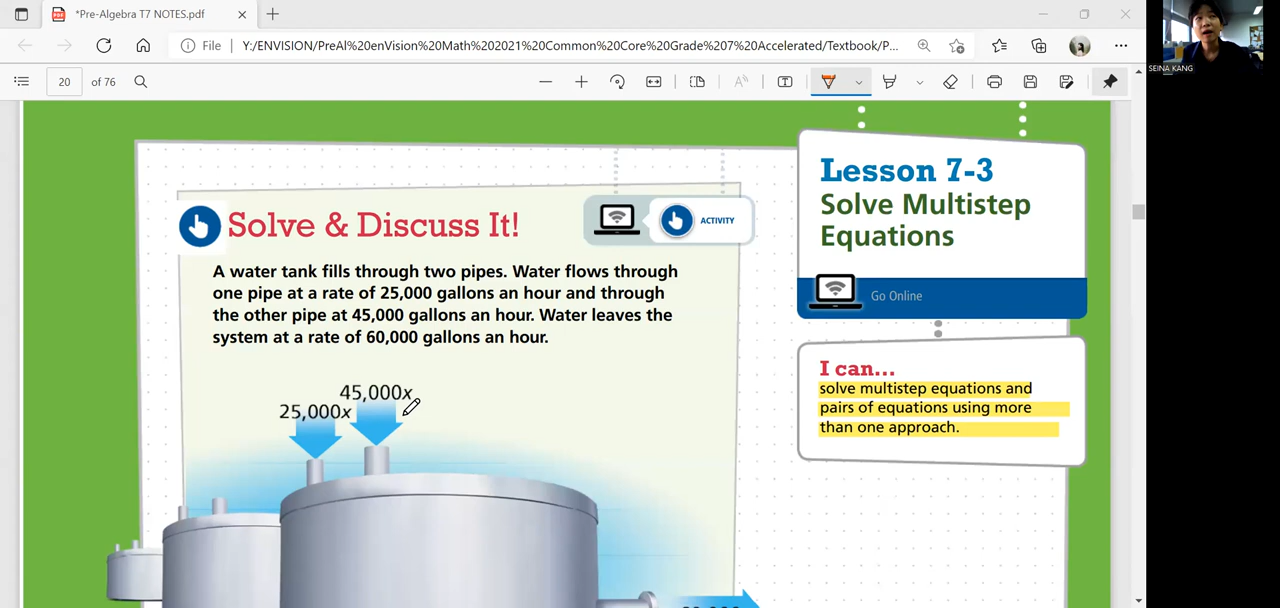 *Pre-Algebra T7 NOTES.pdf
File
Y:/ENVISION/PreAl%20enVision%20Math%202021%20Common%20Core%20Grade%207%20Accelerated/Textbook/P...
20
of 76
SEINA KANG
Lesson 7-3
Solve Multistep
Equations
Go Online
I can...
solve multistep equations and
pairs of equations using more
than one approach.
Solve & Discuss It!
ACTIVITY
A water tank fills through two pipes. Water flows through
one pipe at a rate of 25,000 gallons an hour and through
the other pipe at 45,000 gallons an hour. Water leaves the
system at a rate of 60,000 gallons an hour.
45,000x
25,000x